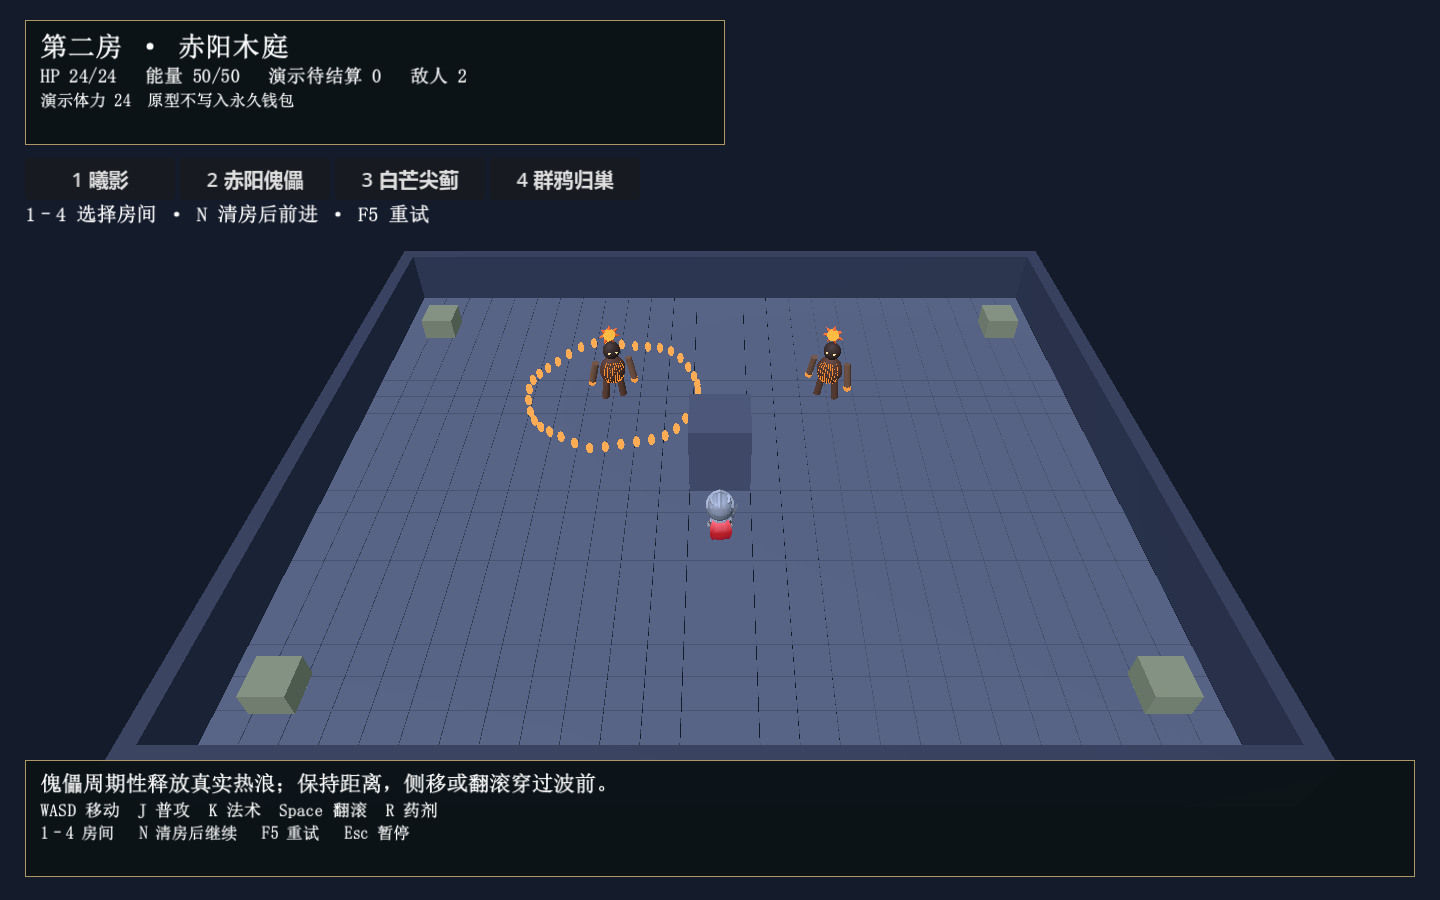 第二房 • 赤阳木庭
HP 24/24 能量 50/50 演示待结算 0 敌人 2
演示体力 24 原型不写入永久钱包
1 曦影 2 赤阳傀儡 3 白芒尖蓟 4 群鸦归巢
1-4 选择房间 • N 清房后前进 • F5 重试
傀儡周期性释放真实热浪；保持距离，侧移或翻滚穿过波前。
WASD 移动 J 普攻 K 法术 Space 翻滚 R 药剂
1-4 房间 N 清房后继续 F5 重试 Esc 暂停